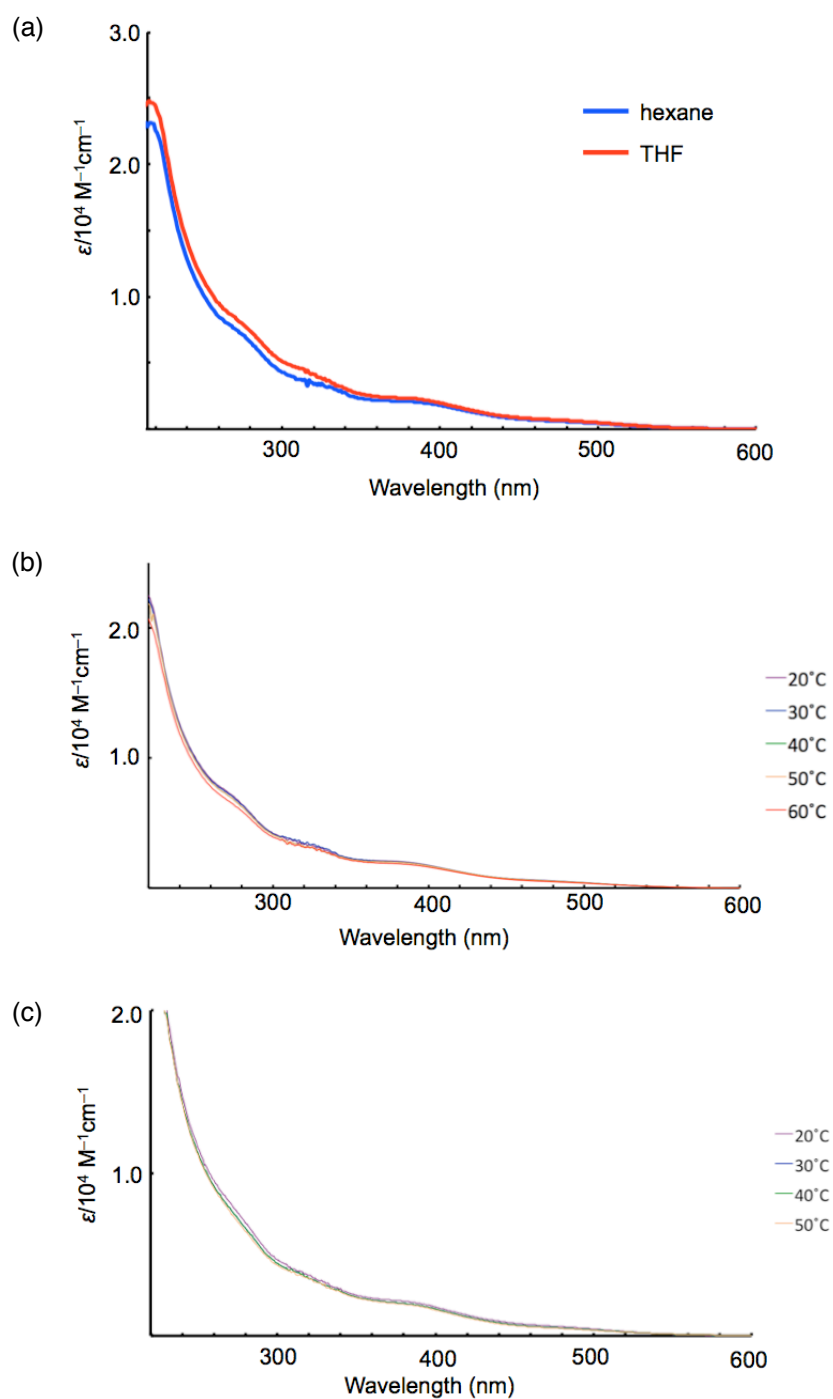 (a)
3.0
2.0
1.0
ε/10⁴ M⁻¹cm⁻¹
hexane
THF
300 400 500 600
Wavelength (nm)
(b)
2.0
1.0
ε/10⁴ M⁻¹cm⁻¹
20˚C
30˚C
40˚C
50˚C
60˚C
300 400 500 600
Wavelength (nm)
(c)
2.0
1.0
ε/10⁴ M⁻¹cm⁻¹
20˚C
30˚C
40˚C
50˚C
300 400 500 600
Wavelength (nm)